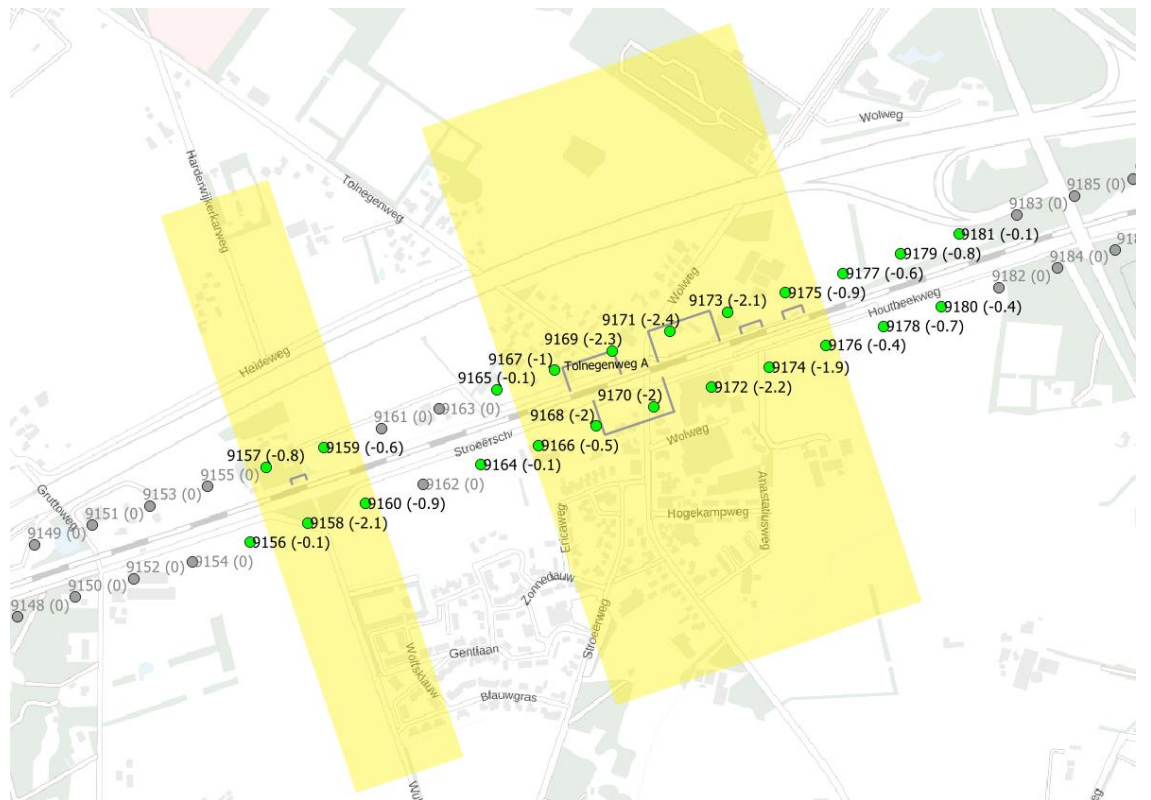 Wolweg
Harderwijkerkarweg
Tolnegenweg
9185 (0)
9183 (0)
9181 (-0.1)
9179 (-0.8)
9184 (0)
9177 (-0.6)
9182 (0)
Wolweg
9175 (-0.9)
Houtbeekweg
9173 (-2.1)
9180 (-0.4)
9171 (-2.4)
9178 (-0.7)
9169 (-2.3)
9176 (-0.4)
Heideweg
9167 (-1)
Tolnegenweg A
9174 (-1.9)
9165 (-0.1)
9172 (-2.2)
9163 (0)
9170 (-2)
9161 (0)
9168 (-2)
Wolweg
Stroeërsch
9166 (-0.5)
9159 (-0.6)
9157 (-0.8)
9164 (-0.1)
9155 (0)
9162 (0)
Anastatiusweg
Gruttoweg
9153 (0)
9160 (-0.9)
Hogekampweg
9151 (0)
9158 (-2.1)
Ericaweg
9149 (0)
9156 (-0.1)
9154 (0)
9152 (0)
9150 (0)
Zonnedauw
9148 (0)
Stroeerweg
Gentiaan
Wolfsklauw
Blauwgras